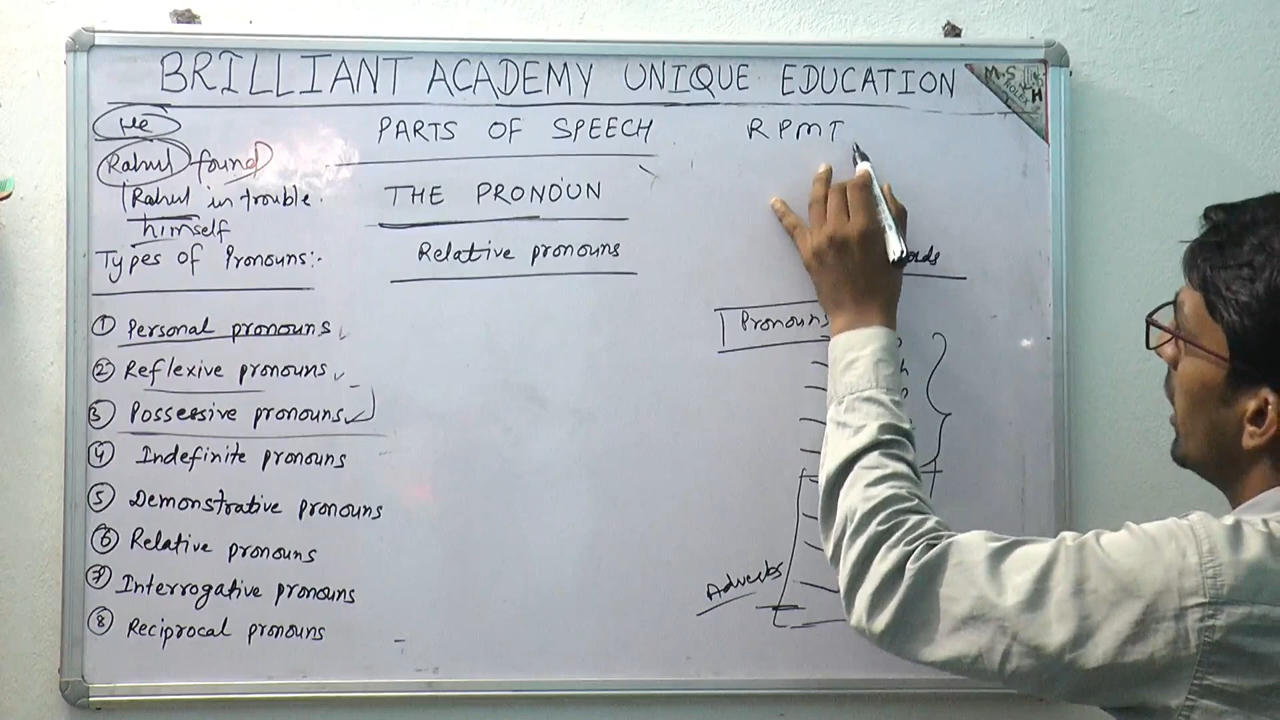 BRILLIANT ACADEMY UNIQUE EDUCATION
He
Rahul found
Rahul in trouble.
himself
Types of Pronouns:-
① Personal pronouns
② Reflexive pronouns
③ Possessive pronouns
④ Indefinite pronouns
⑤ Demonstrative pronouns
⑥ Relative pronouns
⑦ Interrogative pronouns
⑧ Reciprocal pronouns
PARTS OF SPEECH
THE PRONOUN
Relative pronouns
RPMT
Pronouns
Adverbs
M.S